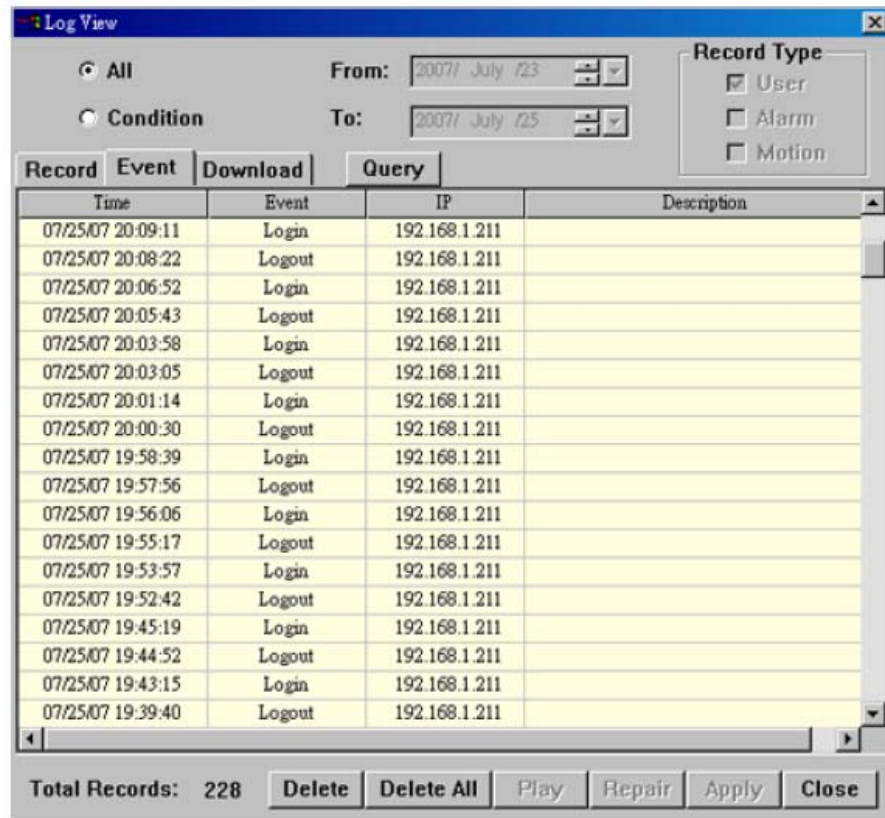 Log View
All From: 2007/ July /23 Record Type
User
Condition To: 2007/ July /25 Alarm
Motion
Record Event Download Query
Time Event IP Description
07/25/07 20:09:11 Login 192.168.1.211
07/25/07 20:08:22 Logout 192.168.1.211
07/25/07 20:06:52 Login 192.168.1.211
07/25/07 20:05:43 Logout 192.168.1.211
07/25/07 20:03:58 Login 192.168.1.211
07/25/07 20:03:05 Logout 192.168.1.211
07/25/07 20:01:14 Login 192.168.1.211
07/25/07 20:00:30 Logout 192.168.1.211
07/25/07 19:58:39 Login 192.168.1.211
07/25/07 19:57:56 Logout 192.168.1.211
07/25/07 19:56:06 Login 192.168.1.211
07/25/07 19:55:17 Logout 192.168.1.211
07/25/07 19:53:57 Login 192.168.1.211
07/25/07 19:52:42 Logout 192.168.1.211
07/25/07 19:45:19 Login 192.168.1.211
07/25/07 19:44:52 Logout 192.168.1.211
07/25/07 19:43:15 Login 192.168.1.211
07/25/07 19:39:40 Logout 192.168.1.211
Total Records: 228 Delete Delete All Play Repair Apply Close